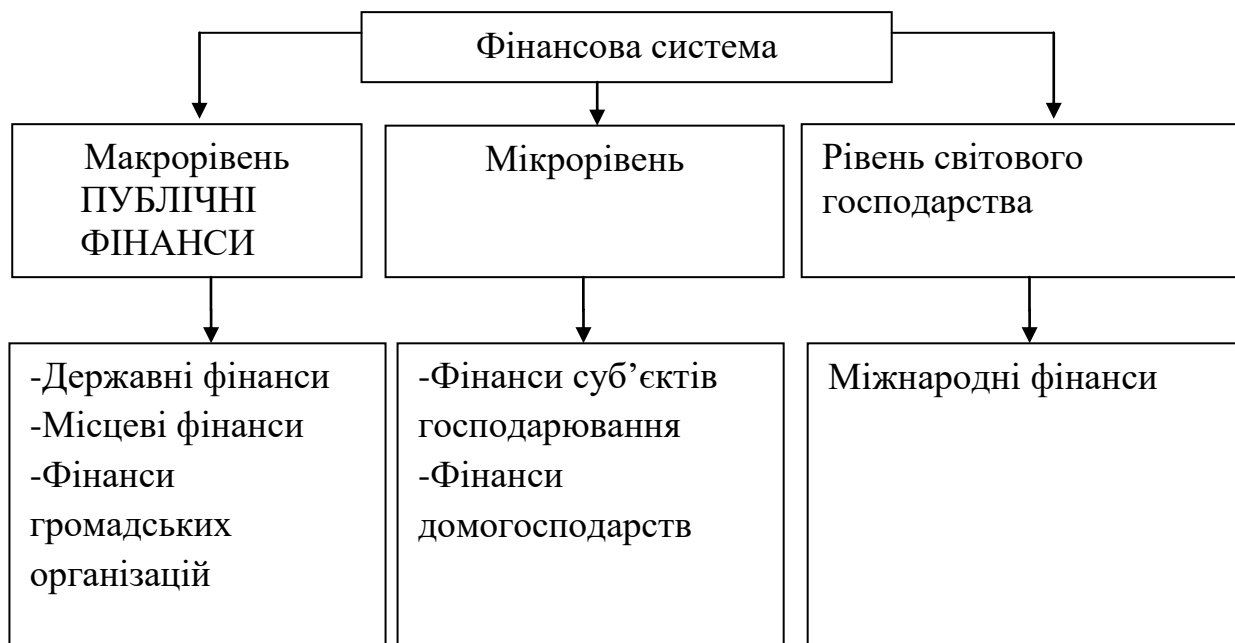 Фінансова система
Макрорівень
ПУБЛІЧНІ
ФІНАНСИ
Мікрорівень
Рівень світового
господарства
-Державні фінанси
-Місцеві фінанси
-Фінанси
громадських
організацій
-Фінанси суб’єктів
господарювання
-Фінанси
домогосподарств
Міжнародні фінанси